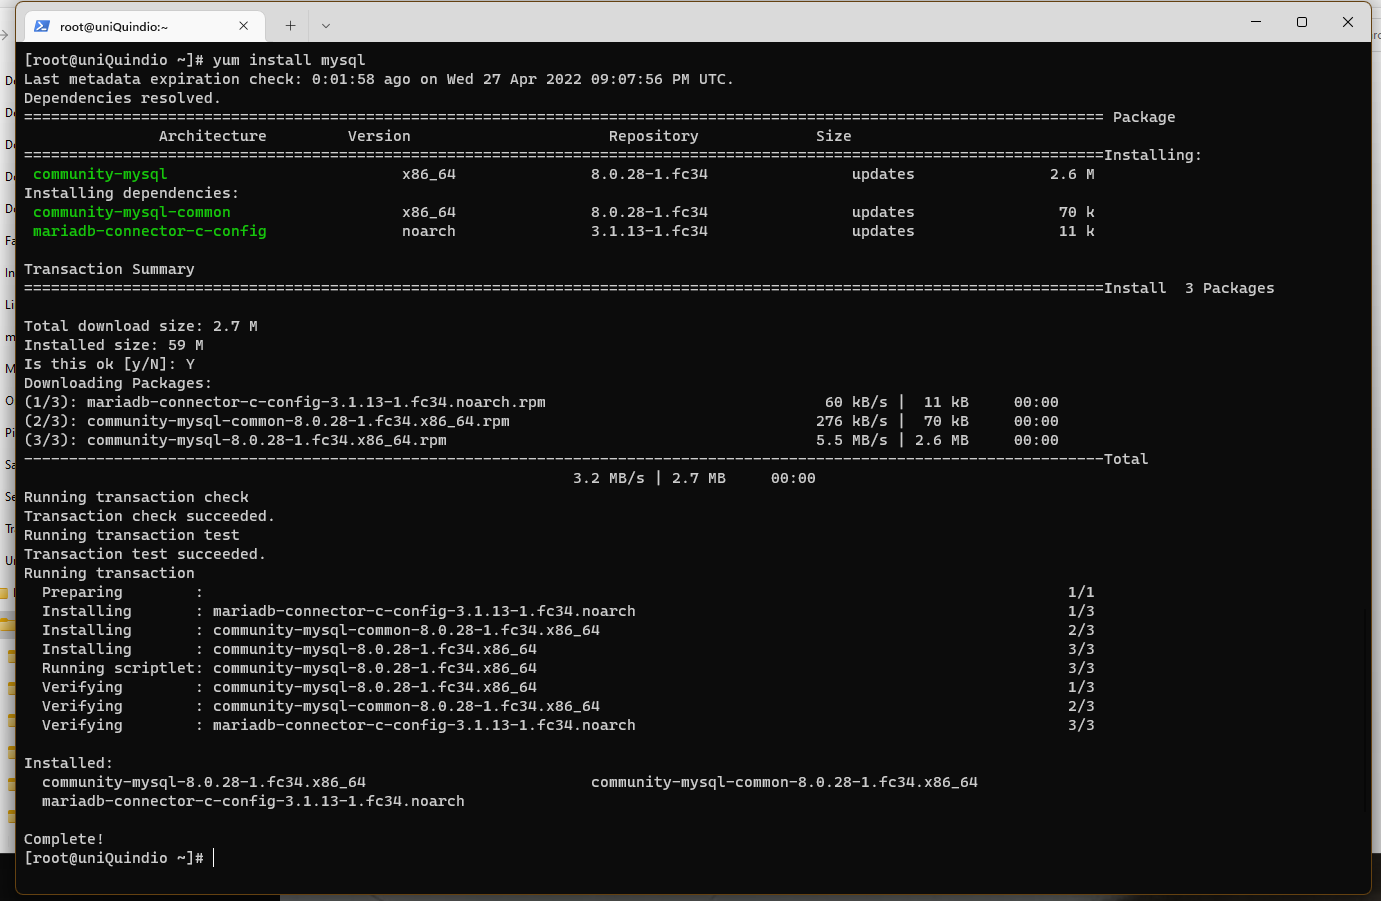 root@uniQuindio:~
[root@uniQuindio ~]# yum install mysql
Last metadata expiration check: 0:01:58 ago on Wed 27 Apr 2022 09:07:56 PM UTC.
Dependencies resolved.
======================================================================================================================== Package
Architecture Version Repository Size
========================================================================================================================Installing:
community-mysql x86_64 8.0.28-1.fc34 updates 2.6 M
Installing dependencies:
community-mysql-common x86_64 8.0.28-1.fc34 updates 70 k
mariadb-connector-c-config noarch 3.1.13-1.fc34 updates 11 k
Transaction Summary
========================================================================================================================Install 3 Packages
Total download size: 2.7 M
Installed size: 59 M
Is this ok [y/N]: Y
Downloading Packages:
(1/3): mariadb-connector-c-config-3.1.13-1.fc34.noarch.rpm 60 kB/s | 11 kB 00:00
(2/3): community-mysql-common-8.0.28-1.fc34.x86_64.rpm 276 kB/s | 70 kB 00:00
(3/3): community-mysql-8.0.28-1.fc34.x86_64.rpm 5.5 MB/s | 2.6 MB 00:00
------------------------------------------------------------------------------------------------------------------------Total
3.2 MB/s | 2.7 MB 00:00
Running transaction check
Transaction check succeeded.
Running transaction test
Transaction test succeeded.
Running transaction
Preparing : 1/1
Installing : mariadb-connector-c-config-3.1.13-1.fc34.noarch 1/3
Installing : community-mysql-common-8.0.28-1.fc34.x86_64 2/3
Installing : community-mysql-8.0.28-1.fc34.x86_64 3/3
Running scriptlet: community-mysql-8.0.28-1.fc34.x86_64 3/3
Verifying : community-mysql-8.0.28-1.fc34.x86_64 1/3
Verifying : community-mysql-common-8.0.28-1.fc34.x86_64 2/3
Verifying : mariadb-connector-c-config-3.1.13-1.fc34.noarch 3/3
Installed:
community-mysql-8.0.28-1.fc34.x86_64 community-mysql-common-8.0.28-1.fc34.x86_64
mariadb-connector-c-config-3.1.13-1.fc34.noarch
Complete!
[root@uniQuindio ~]#